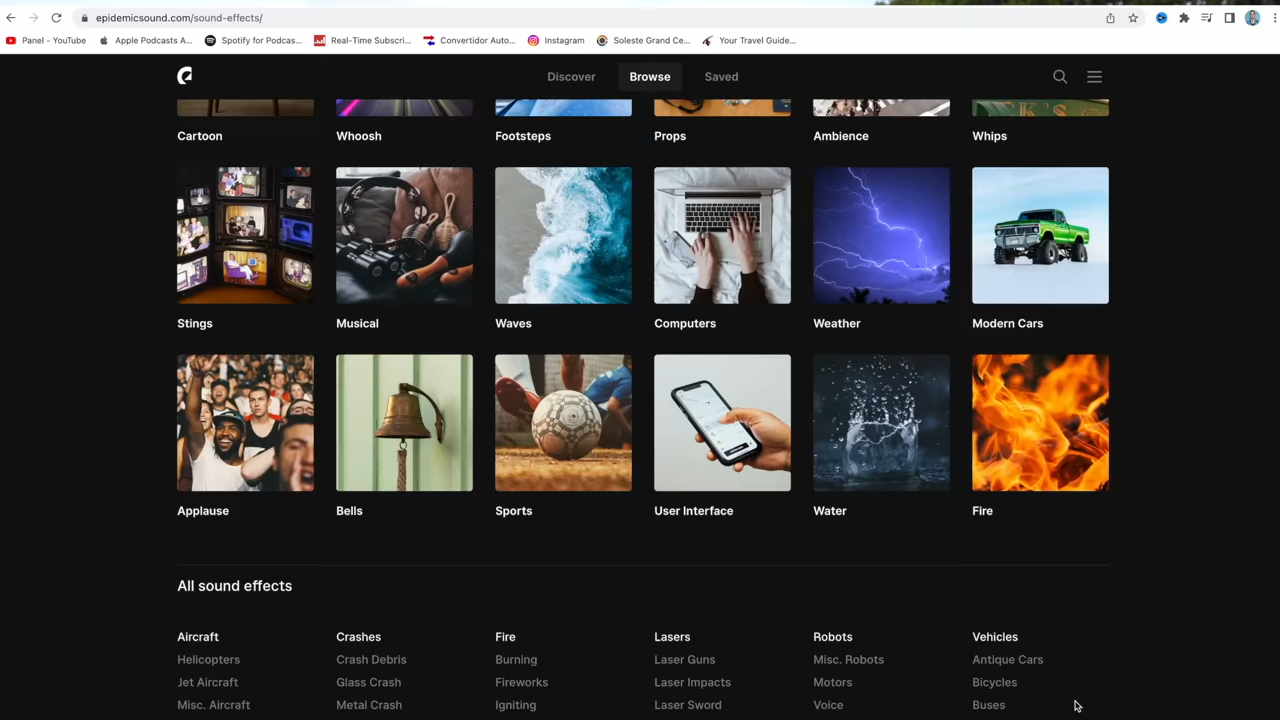 epidemicsound.com/sound-effects/
Panel - YouTube
Apple Podcasts A...
Spotify for Podcas...
Real-Time Subscri...
Convertidor Auto...
Instagram
Soleste Grand Ce...
Your Travel Guide...
Discover
Browse
Saved
Cartoon
Whoosh
Footsteps
Props
Ambience
Whips
Stings
Musical
Waves
Computers
Weather
Modern Cars
Applause
Bells
Sports
User Interface
Water
Fire
All sound effects
Aircraft
Crashes
Fire
Lasers
Robots
Vehicles
Helicopters
Crash Debris
Burning
Laser Guns
Misc. Robots
Antique Cars
Jet Aircraft
Glass Crash
Fireworks
Laser Impacts
Motors
Bicycles
Misc. Aircraft
Metal Crash
Igniting
Laser Sword
Voice
Buses